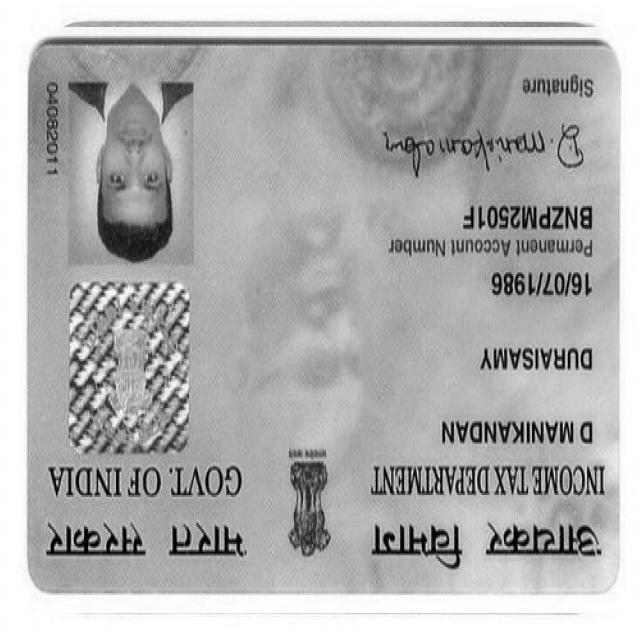 आयकर विभाग
INCOME TAX DEPARTMENT
भारत सरकार
GOVT. OF INDIA
D MANIKANDAN
DURAISAMY
16/07/1986
Permanent Account Number
BNZPM2501F
D. Manikandan
Signature
04082011